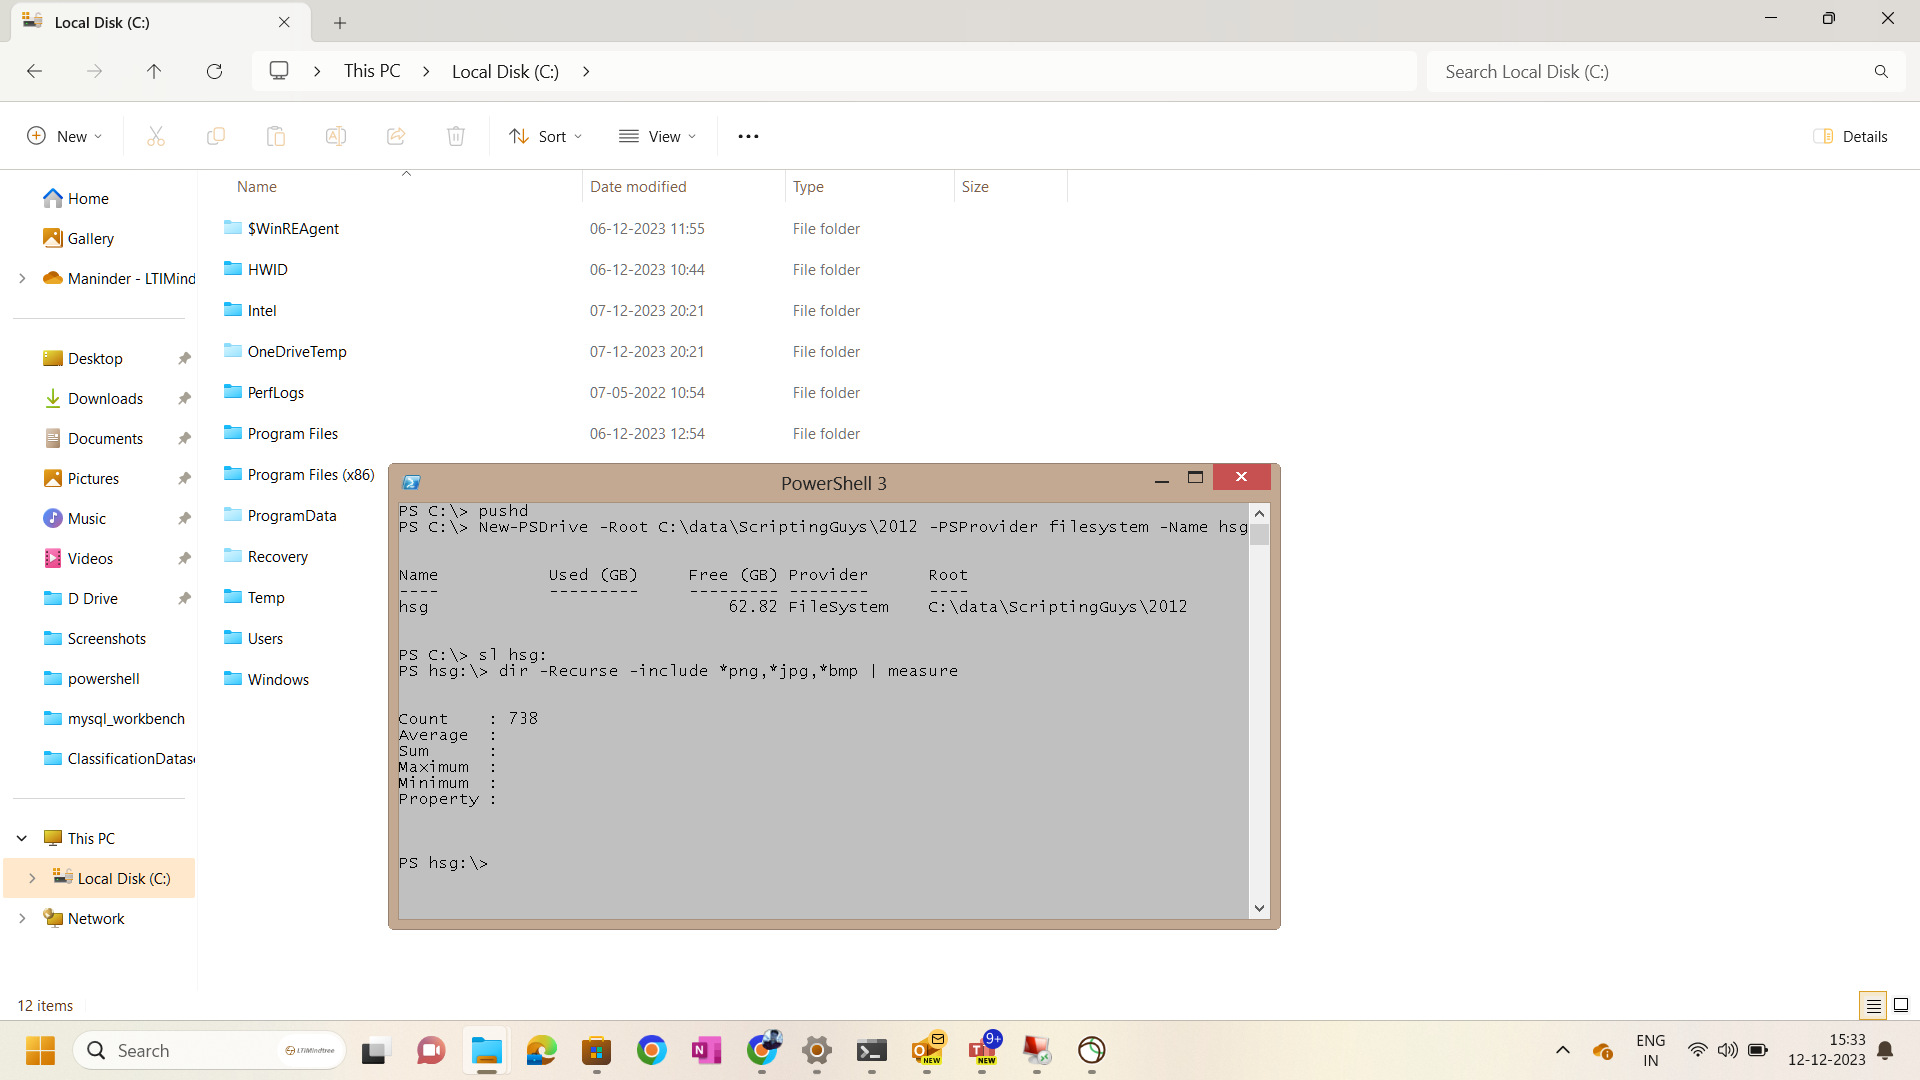 Local Disk (C:)
This PC
Local Disk (C:)
Search Local Disk (C:)
New
Sort
View
Details
Name
Date modified
Type
Size
Home
Gallery
Maninder - LTIMind
Desktop
Downloads
Documents
Pictures
Music
Videos
D Drive
Screenshots
powershell
mysql_workbench
ClassificationDatas
This PC
Local Disk (C:)
Network
$WinREAgent 06-12-2023 11:55 File folder
HWID 06-12-2023 10:44 File folder
Intel 07-12-2023 20:21 File folder
OneDriveTemp 07-12-2023 20:21 File folder
PerfLogs 07-05-2022 10:54 File folder
Program Files 06-12-2023 12:54 File folder
Program Files (x86)
ProgramData
Recovery
Temp
Users
Windows
PowerShell 3
PS C:\> pushd
PS C:\> New-PSDrive -Root C:\data\ScriptingGuys\2012 -PSProvider filesystem -Name hsg
Name Used (GB) Free (GB) Provider Root
---- --------- --------- -------- ----
hsg 62.82 FileSystem C:\data\ScriptingGuys\2012
PS C:\> sl hsg:
PS hsg:\> dir -Recurse -include *png,*jpg,*bmp | measure
Count : 738
Average :
Sum :
Maximum :
Minimum :
Property :
PS hsg:\>
12 items
Search
LTIMindtree
NEW
9+
NEW
ENG
IN
15:33
12-12-2023